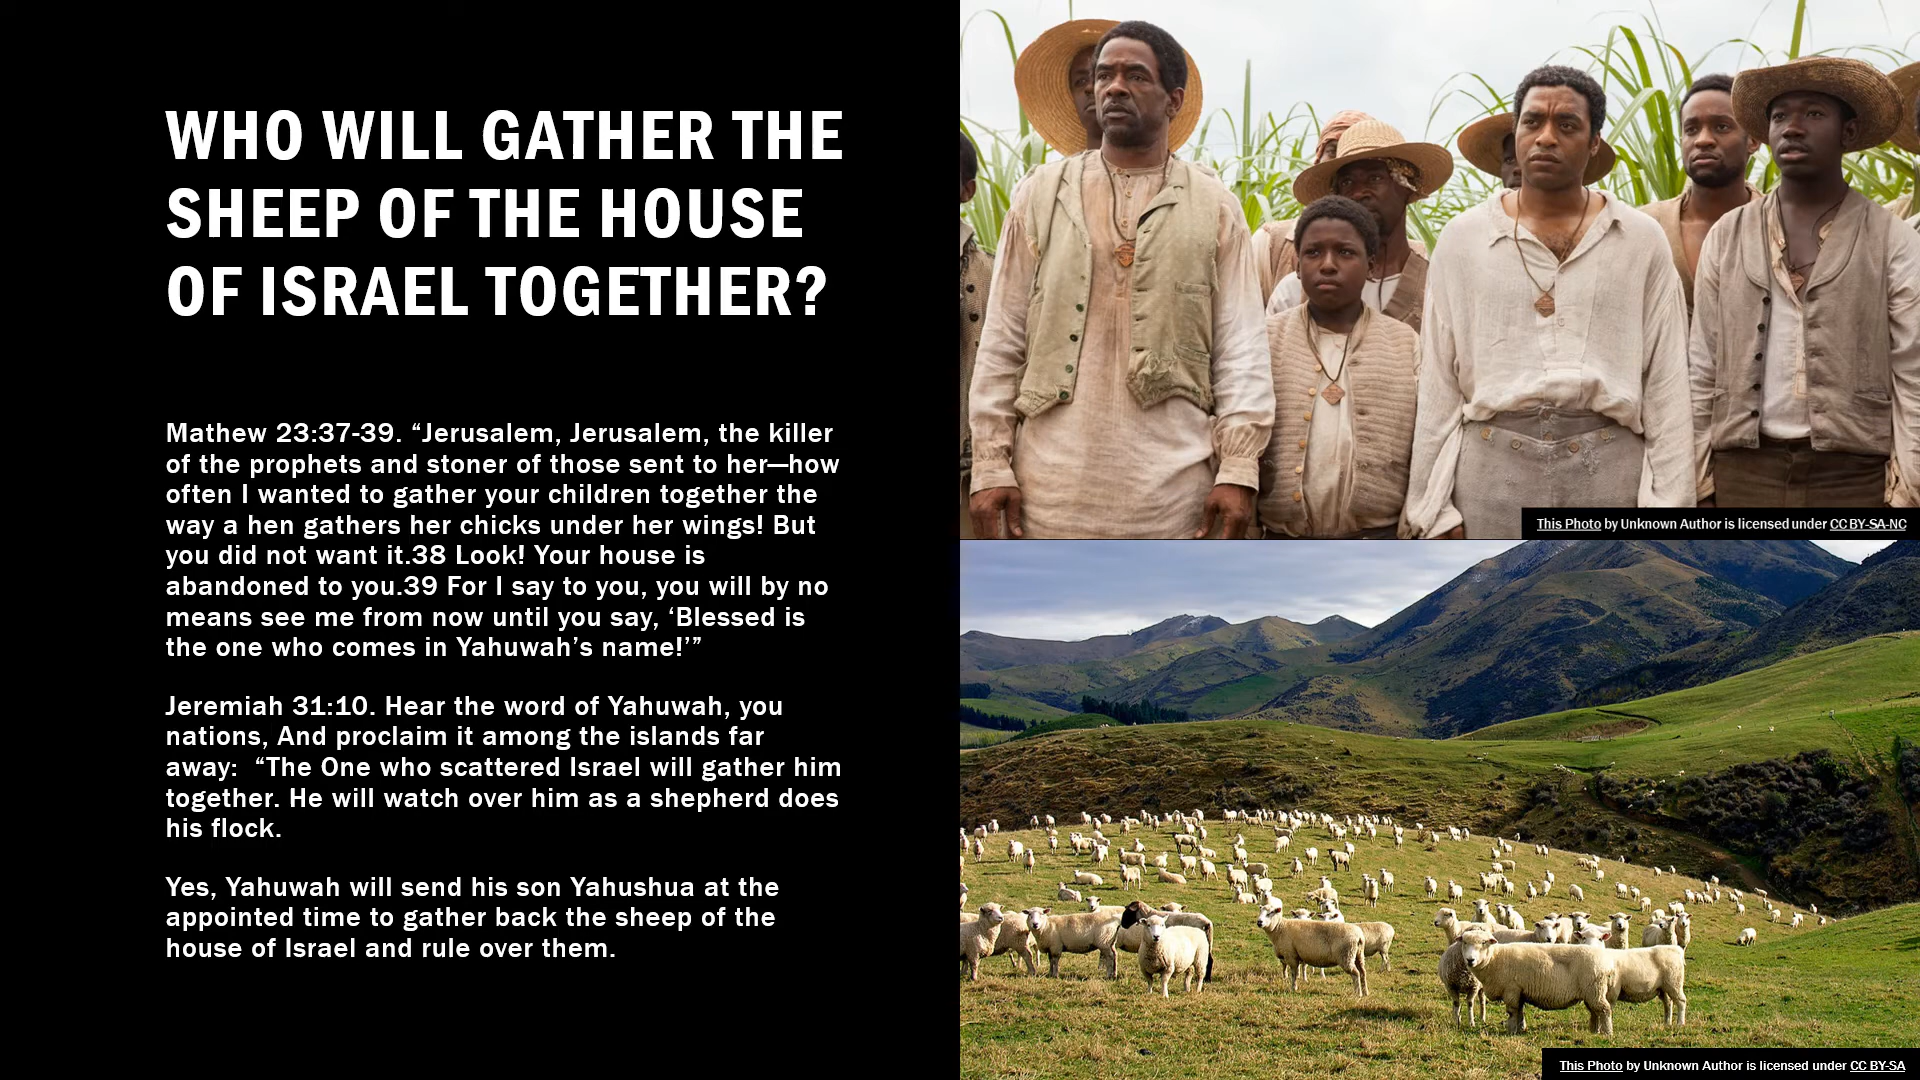 WHO WILL GATHER THE
SHEEP OF THE HOUSE
OF ISRAEL TOGETHER?
Mathew 23:37-39. “Jerusalem, Jerusalem, the killer
of the prophets and stoner of those sent to her—how
often I wanted to gather your children together the
way a hen gathers her chicks under her wings! But
you did not want it.38 Look! Your house is
abandoned to you.39 For I say to you, you will by no
means see me from now until you say, ‘Blessed is
the one who comes in Yahuwah’s name!’”
Jeremiah 31:10. Hear the word of Yahuwah, you
nations, And proclaim it among the islands far
away:  “The One who scattered Israel will gather him
together. He will watch over him as a shepherd does
his flock.
Yes, Yahuwah will send his son Yahushua at the
appointed time to gather back the sheep of the
house of Israel and rule over them.
This Photo by Unknown Author is licensed under CC BY-SA-NC
This Photo by Unknown Author is licensed under CC BY-SA